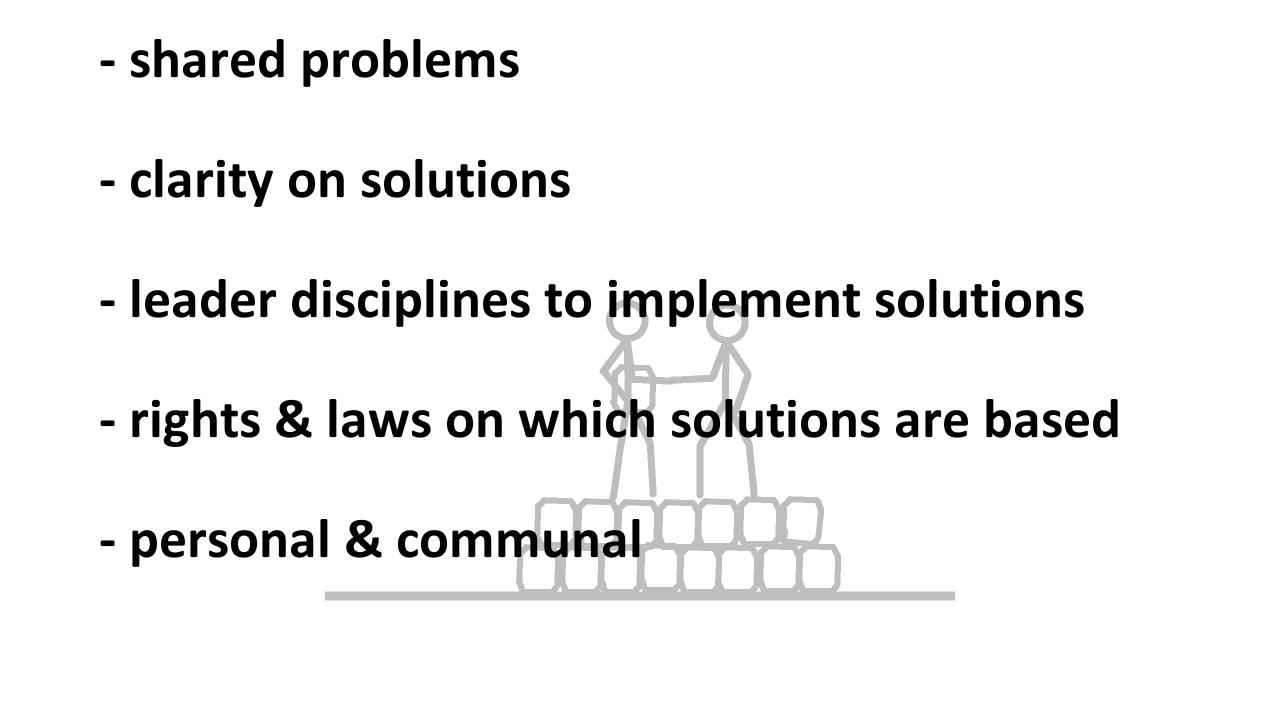 - shared problems
- clarity on solutions
- leader disciplines to implement solutions
- rights & laws on which solutions are based
- personal & communal